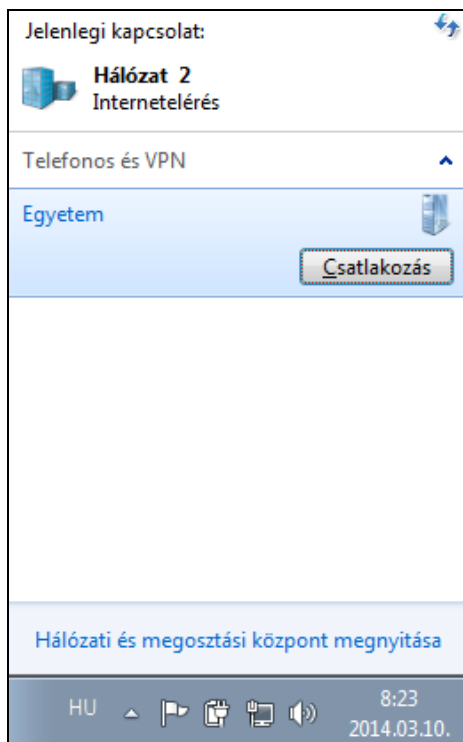 Jelenlegi kapcsolat:
Hálózat 2
Internetelérés
Telefonos és VPN
Egyetem
Csatlakozás
Hálózati és megosztási központ megnyitása
HU
8:23
2014.03.10.